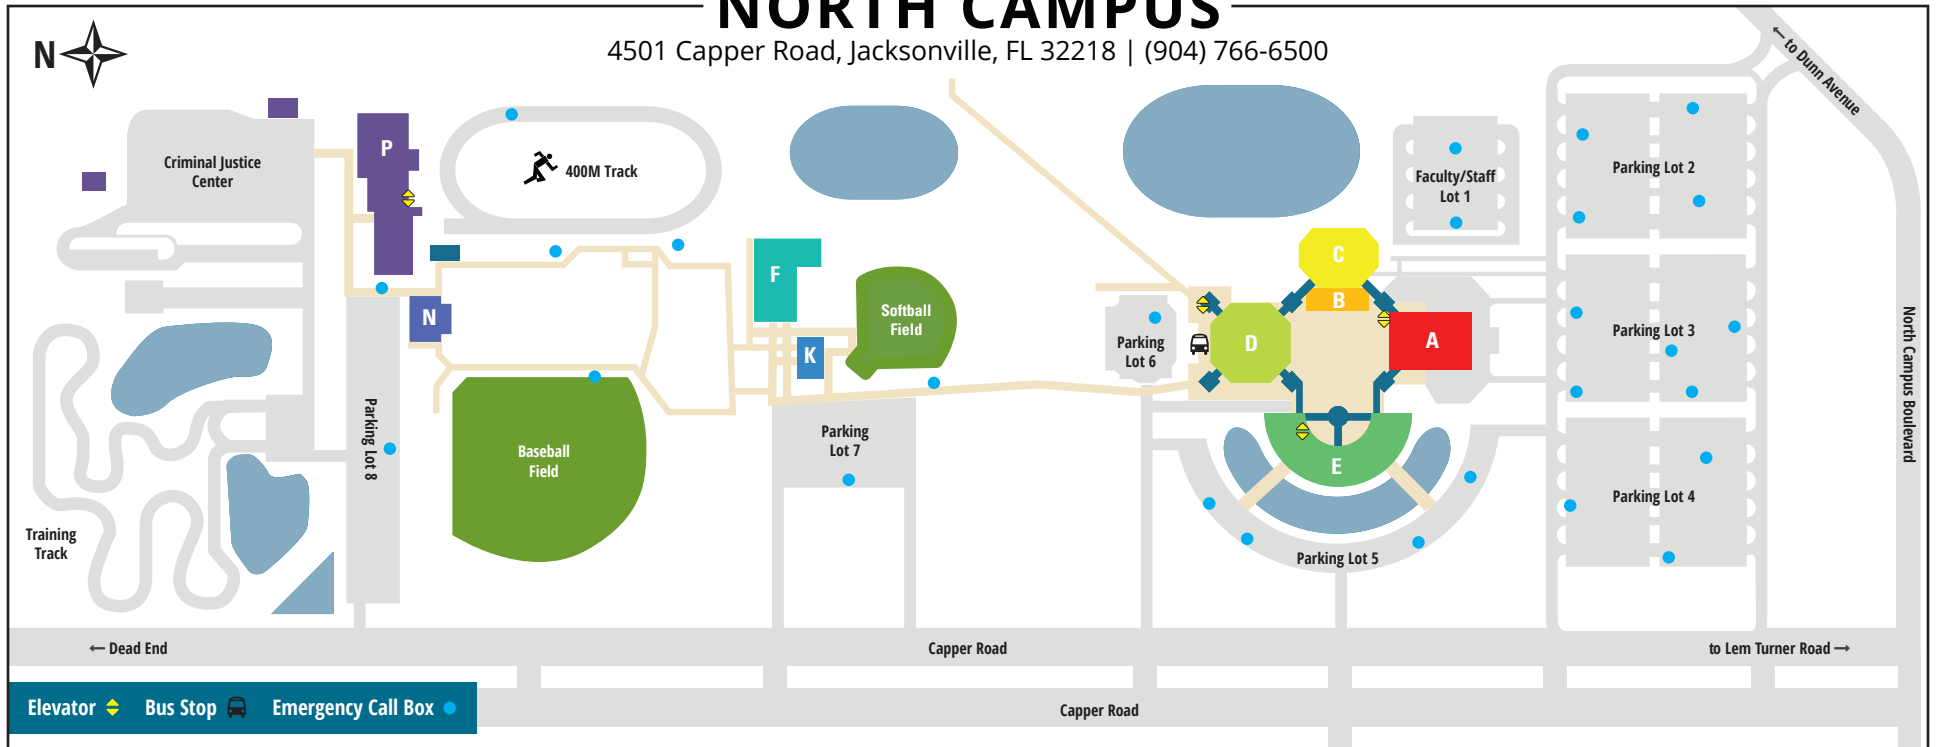 NORTH CAMPUS
4501 Capper Road, Jacksonville, FL 32218 | (904) 766-6500
N
← to Dunn Avenue
Criminal Justice
Center
P
400M Track
Faculty/Staff
Lot 1
Parking Lot 2
C
B
F
N
Softball
Field
K
Parking
Lot 6
D
A
Parking Lot 3
North Campus Boulevard
Parking Lot 8
Baseball
Field
Parking
Lot 7
E
Parking Lot 4
Training
Track
Parking Lot 5
← Dead End
Capper Road
to Lem Turner Road →
Elevator
Bus Stop
Emergency Call Box
Capper Road